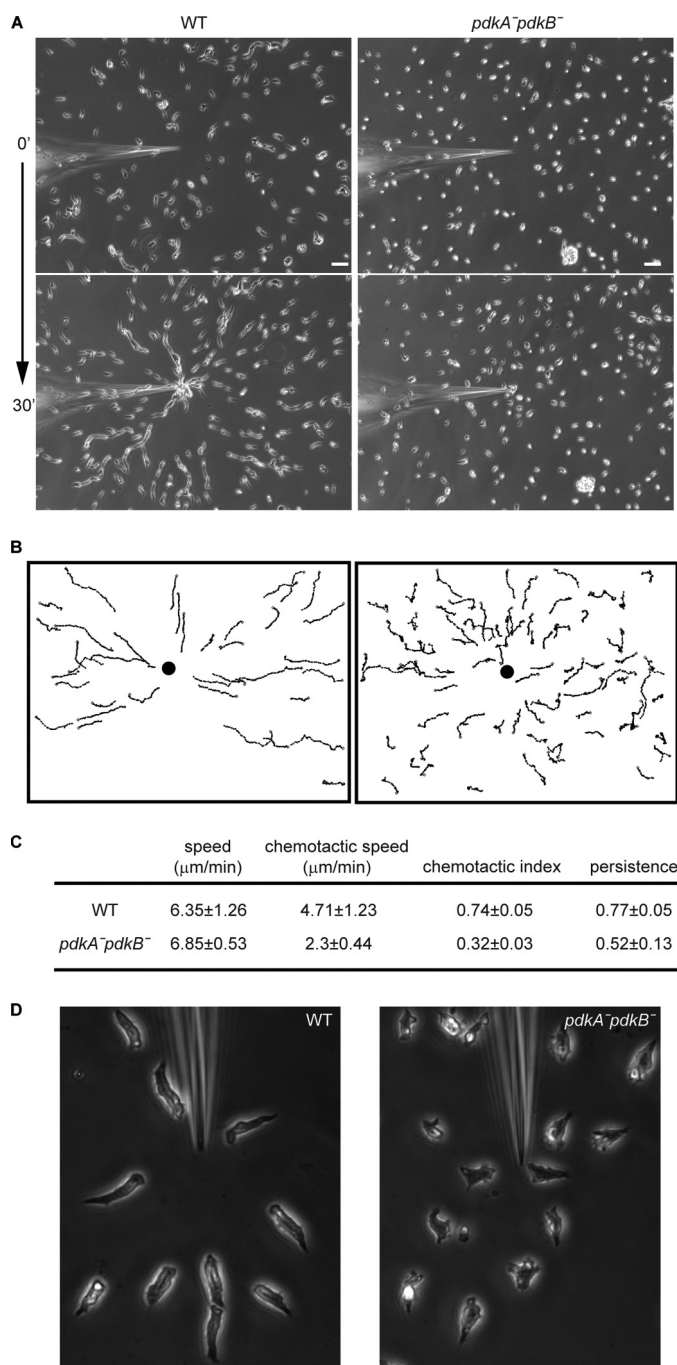 A
WT
pdkA⁻pdkB⁻
0'
30'
B
C
speed (μm/min) chemotactic speed (μm/min) chemotactic index persistence
WT 6.35±1.26 4.71±1.23 0.74±0.05 0.77±0.05
pdkA⁻pdkB⁻ 6.85±0.53 2.3±0.44 0.32±0.03 0.52±0.13
D
WT
pdkA⁻pdkB⁻